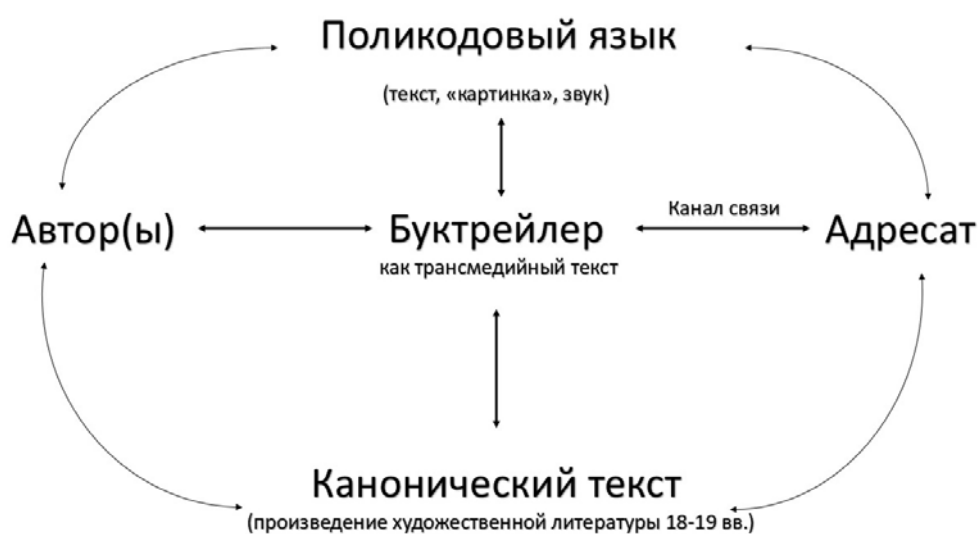 Поликодовый язык
(текст, «картинка», звук)
Автор(ы)
Буктрейлер
как трансмедийный текст
Канал связи
Адресат
Канонический текст
(произведение художественной литературы 18-19 вв.)